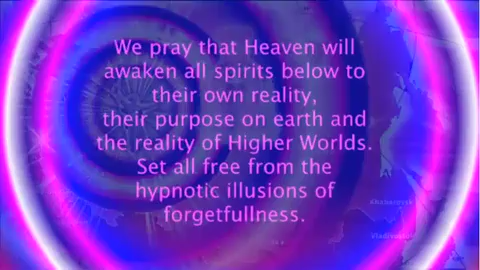 We pray that Heaven will
awaken all spirits below to
their own reality,
their purpose on earth and
the reality of Higher Worlds.
Set all free from the
hypnotic illusions of
forgetfullness.